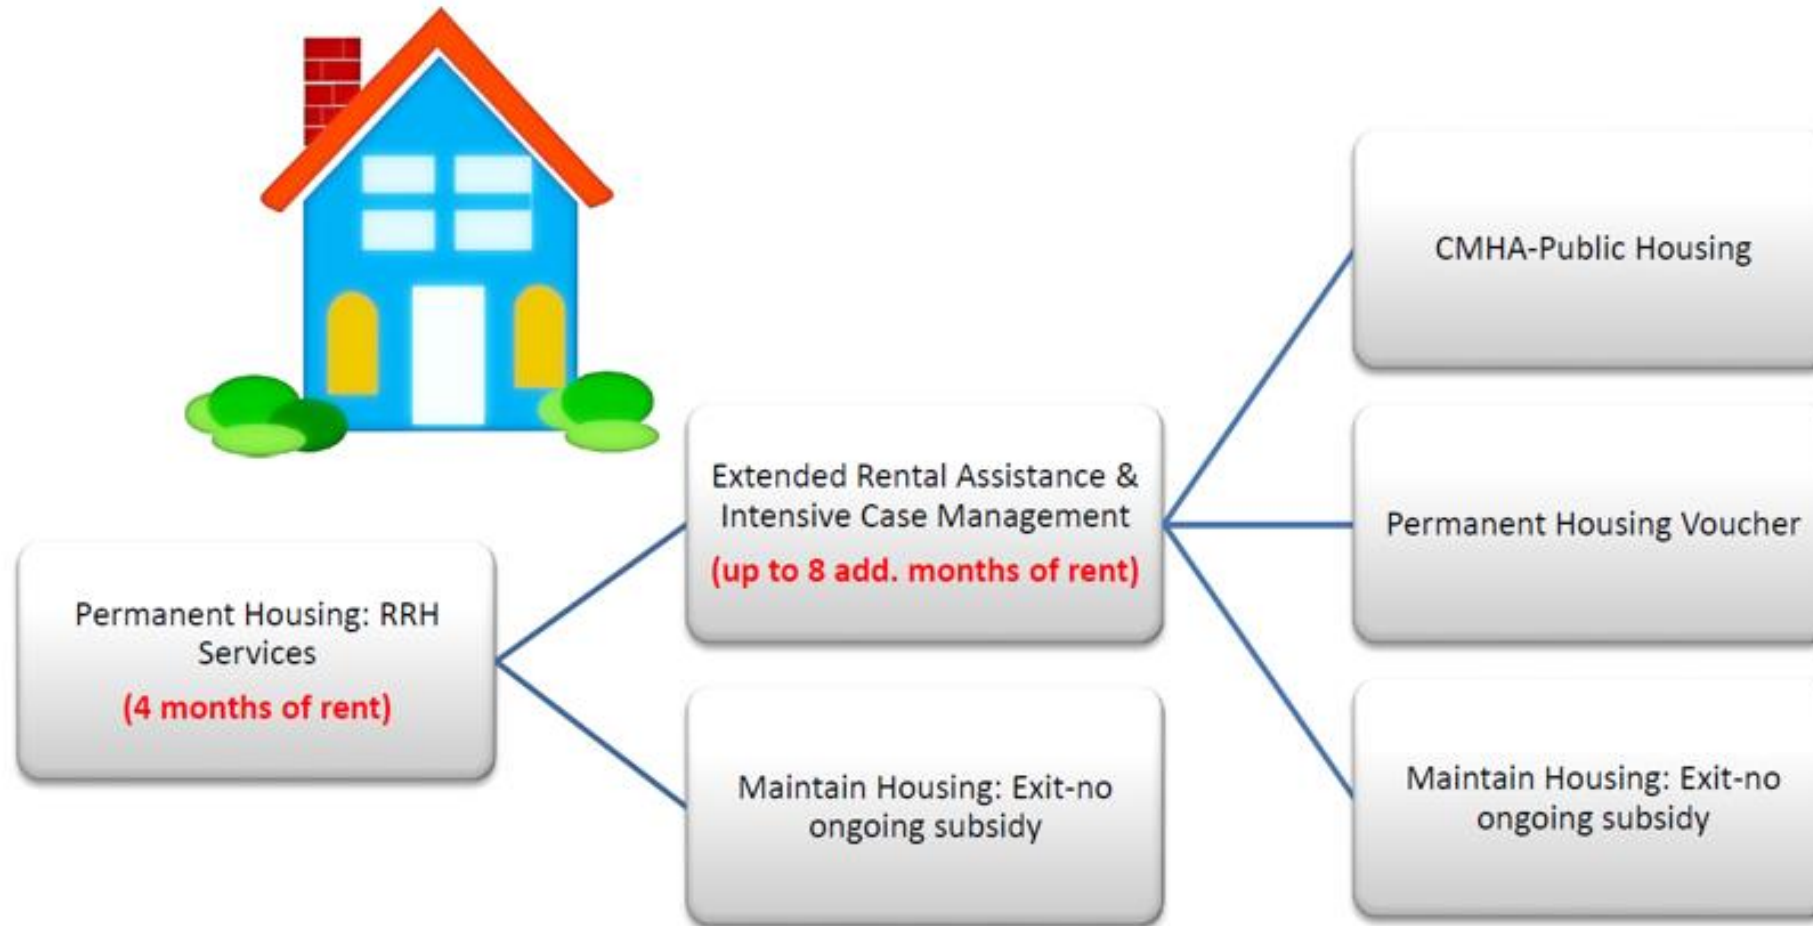 Permanent Housing: RRH
Services
(4 months of rent)
Extended Rental Assistance &
Intensive Case Management
(up to 8 add. months of rent)
Maintain Housing: Exit-no
ongoing subsidy
CMHA-Public Housing
Permanent Housing Voucher
Maintain Housing: Exit-no
ongoing subsidy